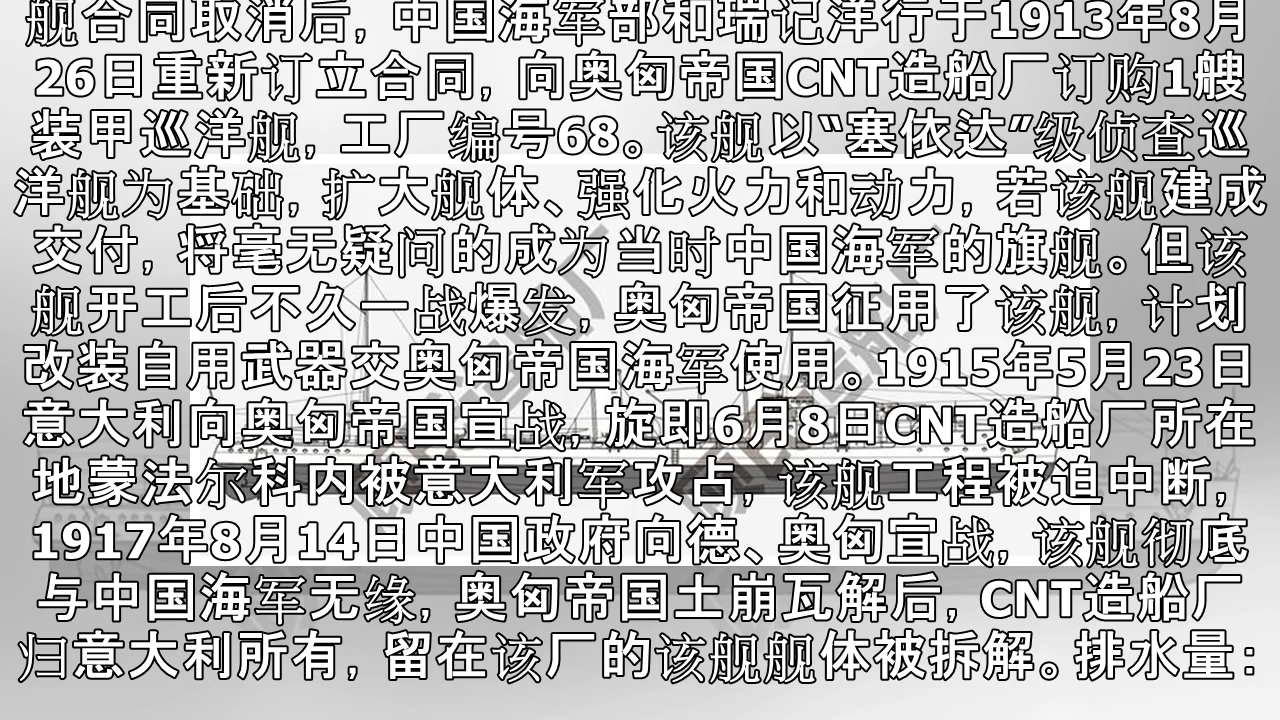 舰合同取消后，中国海军部和瑞记洋行于1913年8月
26日重新订立合同，向奥匈帝国CNT造船厂订购1艘
装甲巡洋舰，工厂编号68。该舰以“塞依达”级侦查巡
洋舰为基础，扩大舰体、强化火力和动力，若该舰建成
交付，将毫无疑问的成为当时中国海军的旗舰。但该
舰开工后不久一战爆发，奥匈帝国征用了该舰，计划
改装自用武器交奥匈帝国海军使用。1915年5月23日
意大利向奥匈帝国宣战，旋即6月8日CNT造船厂所在
地蒙法尔科内被意大利军攻占，该舰工程被迫中断，
1917年8月14日中国政府向德、奥匈宣战，该舰彻底
与中国海军无缘，奥匈帝国土崩瓦解后，CNT造船厂
归意大利所有，留在该厂的该舰舰体被拆解。排水量：